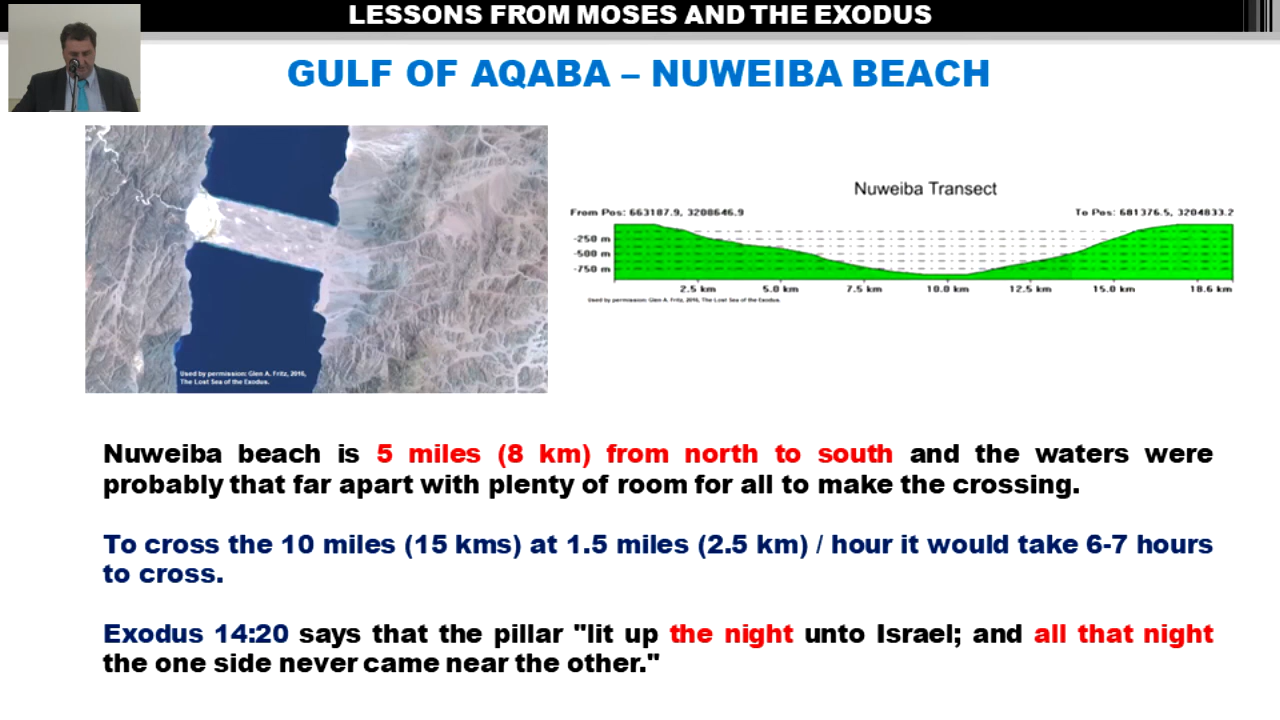 LESSONS FROM MOSES AND THE EXODUS
GULF OF AQABA – NUWEIBA BEACH
Used by permission: Glen A. Fritz, 2016,
The Lost Sea of the Exodus.
Nuweiba Transect
From Pos: 663187.9, 3208646.9
To Pos: 681376.5, 3204833.2
-250 m
-500 m
-750 m
2.5 km
5.0 km
7.5 km
10.0 km
12.5 km
15.0 km
18.6 km
Used by permission: Glen A. Fritz, 2016, The Lost Sea of the Exodus.
Nuweiba beach is 5 miles (8 km) from north to south and the waters were
probably that far apart with plenty of room for all to make the crossing.
To cross the 10 miles (15 kms) at 1.5 miles (2.5 km) / hour it would take 6-7 hours
to cross.
Exodus 14:20 says that the pillar "lit up the night unto Israel; and all that night
the one side never came near the other."